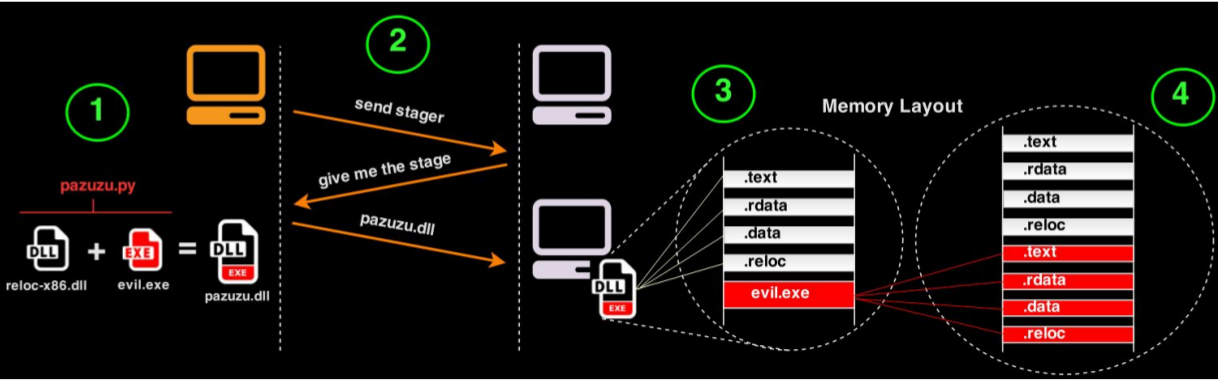 1
pazuzu.py
DLL + EXE = DLL EXE
reloc-x86.dll
evil.exe
pazuzu.dll
2
send stager
give me the stage
pazuzu.dll
DLL
EXE
3
Memory Layout
.text
.rdata
.data
.reloc
evil.exe
4
.text
.rdata
.data
.reloc
.text
.rdata
.data
.reloc